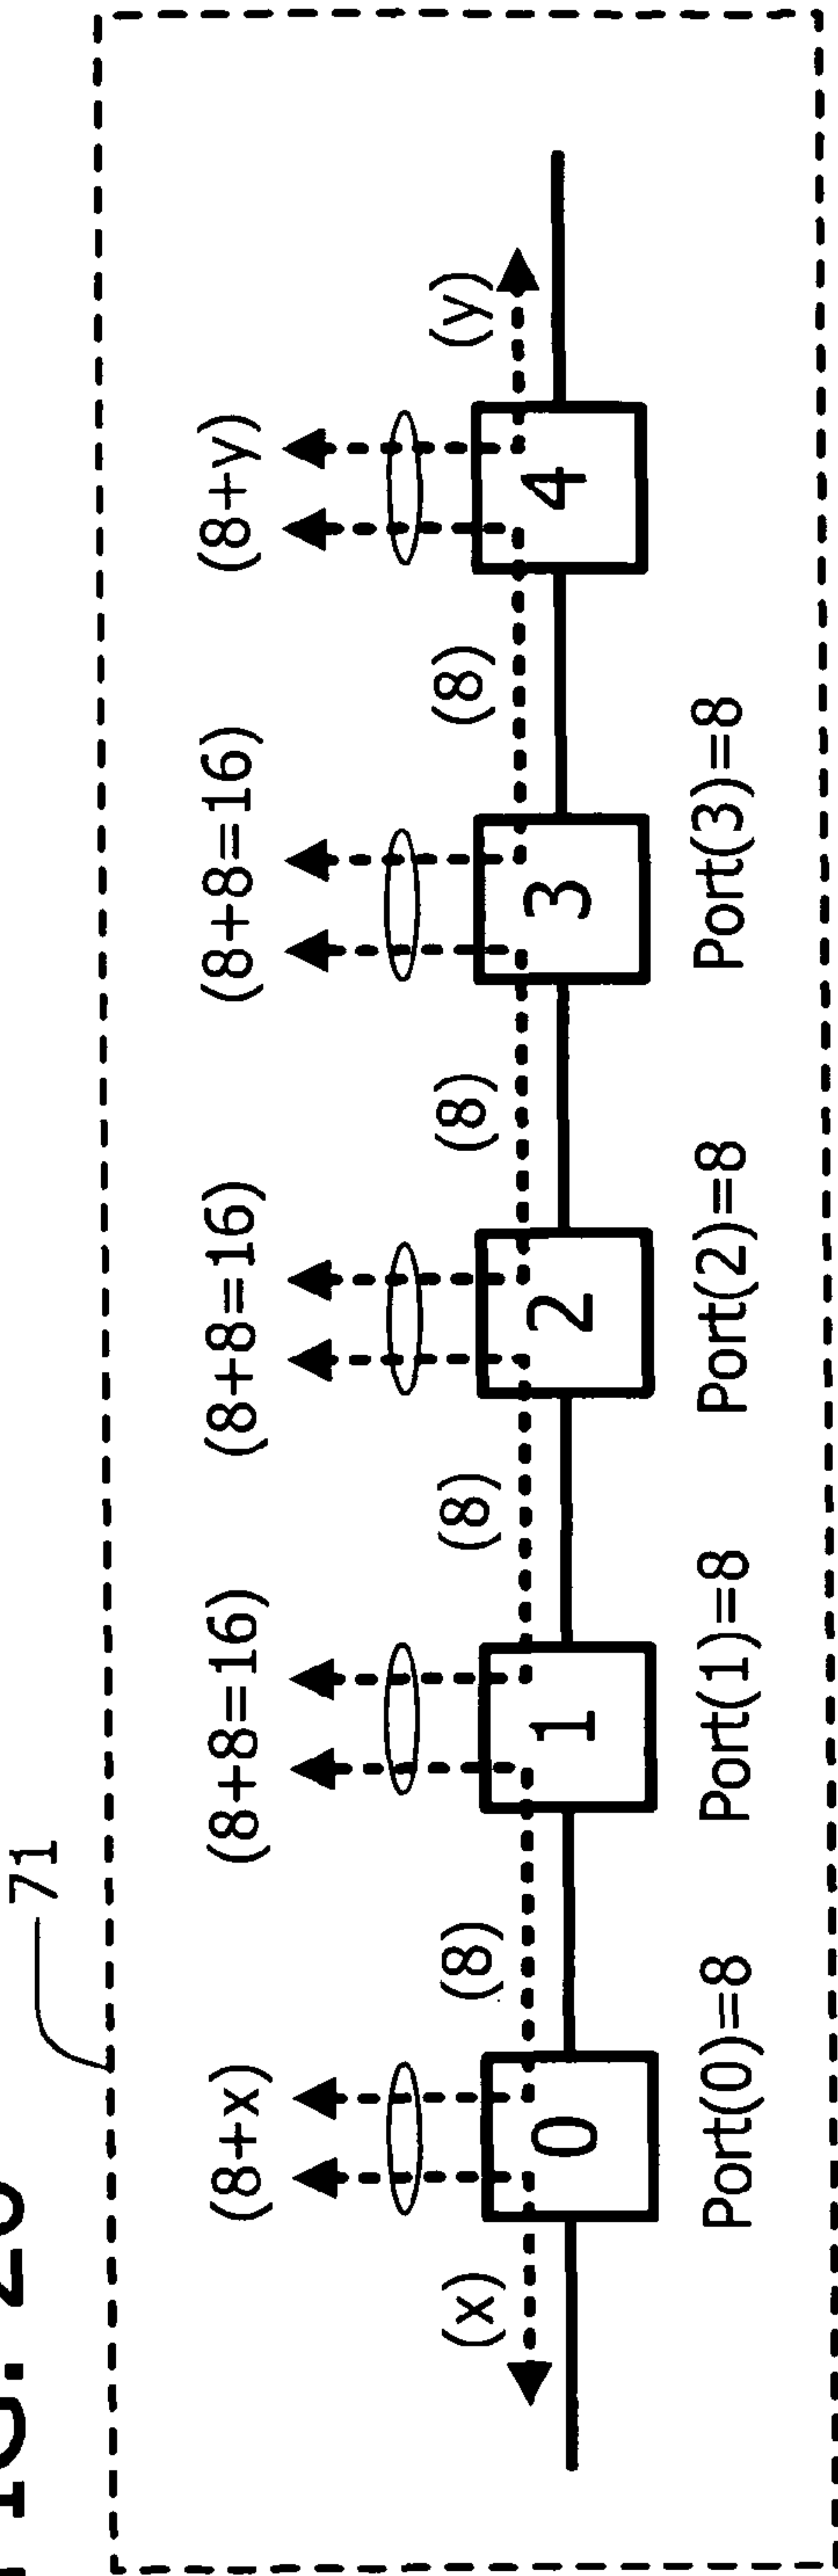 71
(8+x) (8+8=16) (8+8=16) (8+8=16) (8+y)
(x) (8) (8) (8) (8) (y)
0 1 2 3 4
Port(0)=8 Port(1)=8 Port(2)=8 Port(3)=8